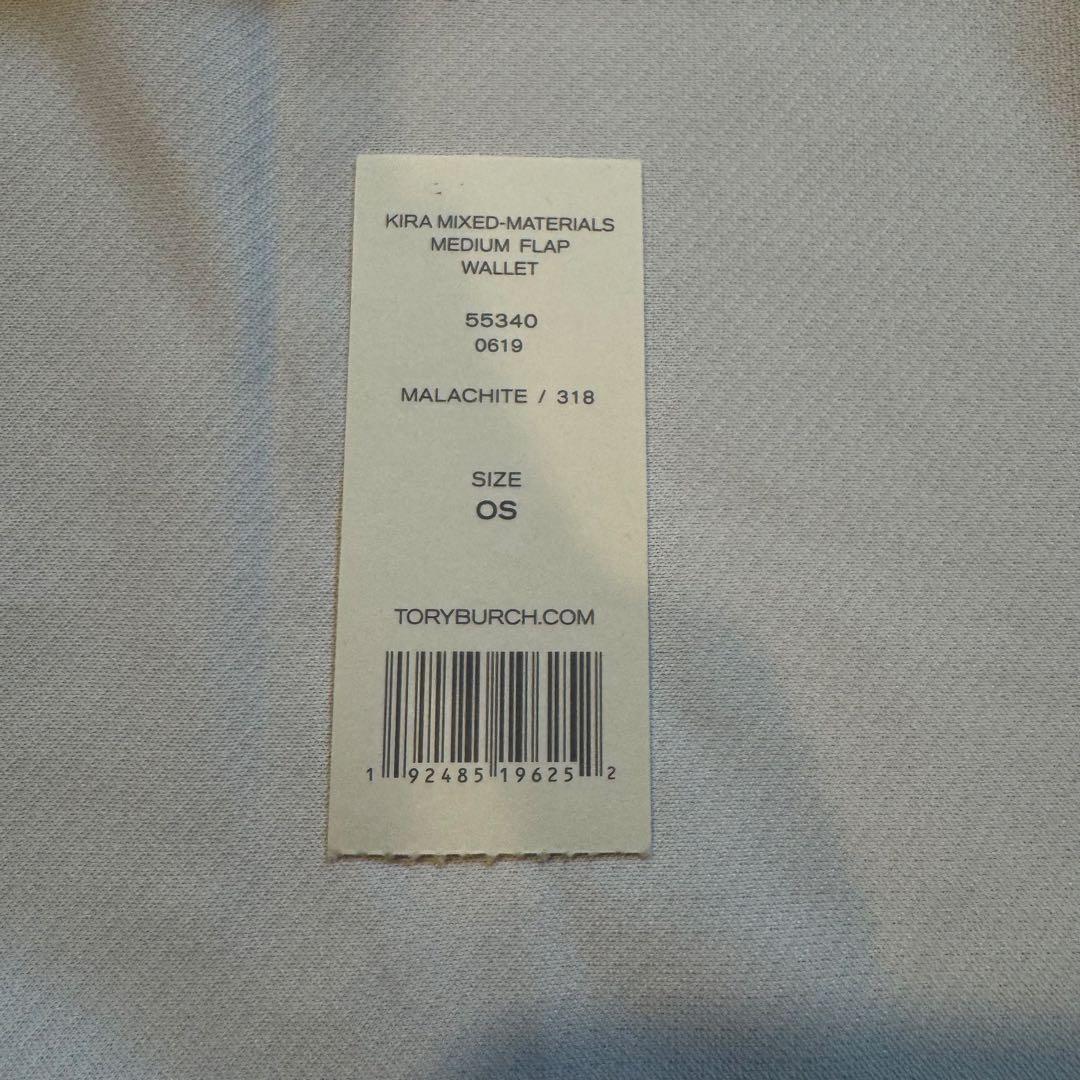 KIRA MIXED-MATERIALS
MEDIUM FLAP
WALLET
55340
0619
MALACHITE / 318
SIZE
OS
TORYBURCH.COM
1 92485 19625 2